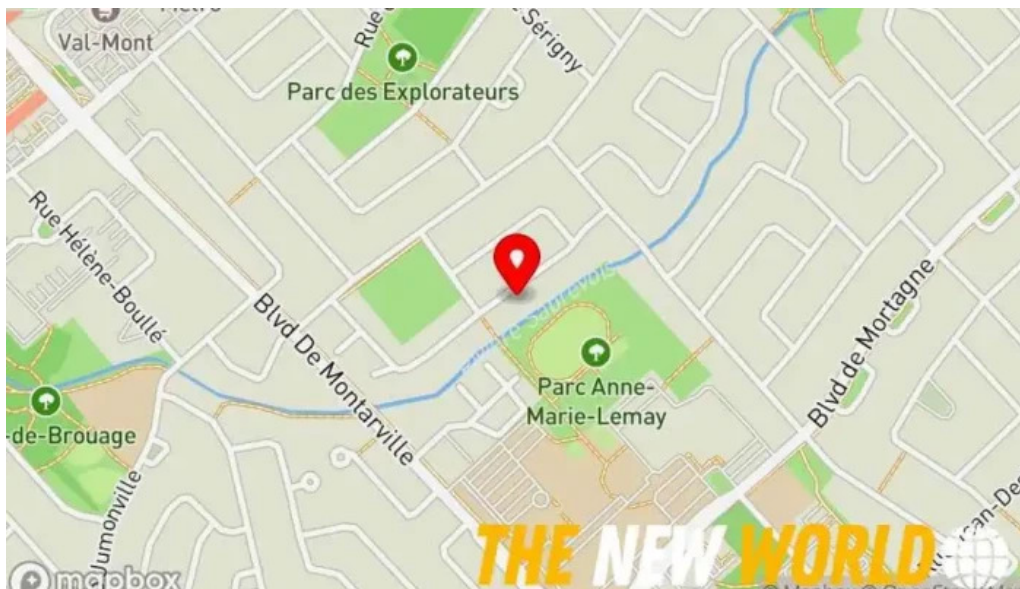 Val-Mont
Rue
Sérigny
Parc des Explorateurs
Rue Hélène-Boullé
Blvd De Montarville
Blvd de Mortagne
Parc Anne-
Marie-Lemay
-de-Brouage
Jumonville
THE NEW WORLD
mapbox